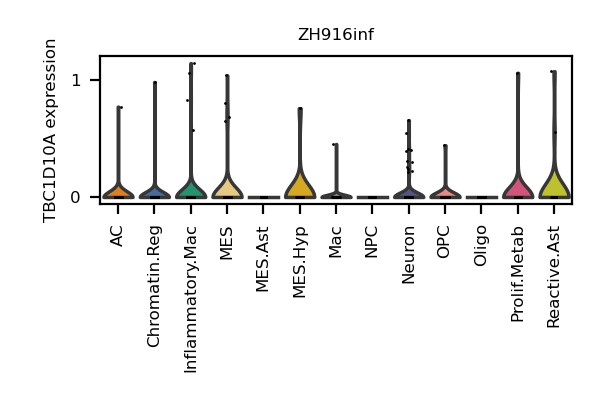 ZH916inf
TBC1D10A expression
1
0
AC
Chromatin.Reg
Inflammatory.Mac
MES
MES.Ast
MES.Hyp
Mac
NPC
Neuron
OPC
Oligo
Prolif.Metab
Reactive.Ast